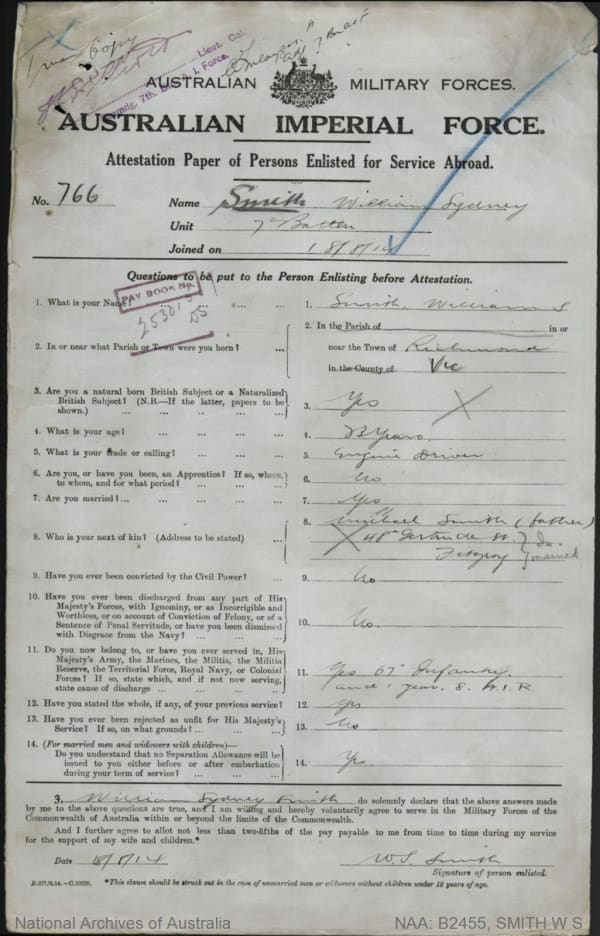 True Copy
Lieut. Col.
Comdg. 7th. Bn. A. I. Force.
7 Batt
AUSTRALIAN MILITARY FORCES.
AUSTRALIAN IMPERIAL FORCE.
Attestation Paper of Persons Enlisted for Service Abroad.
No. 766 Name Smith William Sydney
Unit 7 Battn
Joined on 18/8/14
Questions to be put to the Person Enlisting before Attestation.
PAY BOOK No.
1. What is your Name? ... ... ... 1. Smith William S
2. In or near what Parish or Town were you born? ... 2. In the Parish of in or
near the Town of Richmond
in the County of Vic
3. Are you a natural born British Subject or a Naturalized
British Subject? (N.B.—If the latter, papers to be
shown.) ... ... ... ... 3. Yes
4. What is your age? ... ... ... 4. 23 Years.
5. What is your trade or calling? ... ... 5. Engine Driver
6. Are you, or have you been, an Apprentice? If so, where,
to whom, and for what period? ... ... ... 6. No
7. Are you married? ... ... ... ... 7. Yes
8. Who is your next of kin? (Address to be stated) ... 8. Michael Smith (father)
48 Gertrude St.
Fitzroy married
9. Have you ever been convicted by the Civil Power? ... 9. No
10. Have you ever been discharged from any part of His
Majesty's Forces, with Ignominy, or as Incorrigible and
Worthless, or on account of Conviction of Felony, or of a
Sentence of Penal Servitude, or have you been dismissed
with Disgrace from the Navy? ... ... ... 10. No.
11. Do you now belong to, or have you ever served in, His
Majesty's Army, the Marines, the Militia, the Militia
Reserve, the Territorial Force, Royal Navy, or Colonial
Forces? If so, state which, and if not now serving,
state cause of discharge ... ... ... 11. Yes 67 Infantry.
and 1 year. 8. A.I.R.
12. Have you stated the whole, if any, of your previous service? 12. Yes
13. Have you ever been rejected as unfit for His Majesty's
Service? If so, on what grounds? ... ... 13. No
14. (For married men and widowers with children)—
Do you understand that no Separation Allowance will be
issued to you either before or after embarkation
during your term of service? ... ... ... 14. Yes
I, William Sydney Smith do solemnly declare that the above answers made
by me to the above questions are true, and I am willing and hereby voluntarily agree to serve in the Military Forces of the
Commonwealth of Australia within or beyond the limits of the Commonwealth.
And I further agree to allot not less than two-fifths of the pay payable to me from time to time during my service
for the support of my wife and children.*
Date 18/8/14 W.S. Smith
Signature of person enlisted.
*This clause should be struck out in the case of unmarried men or widowers without children under 18 years of age.
National Archives of Australia NAA: B2455, SMITH W S